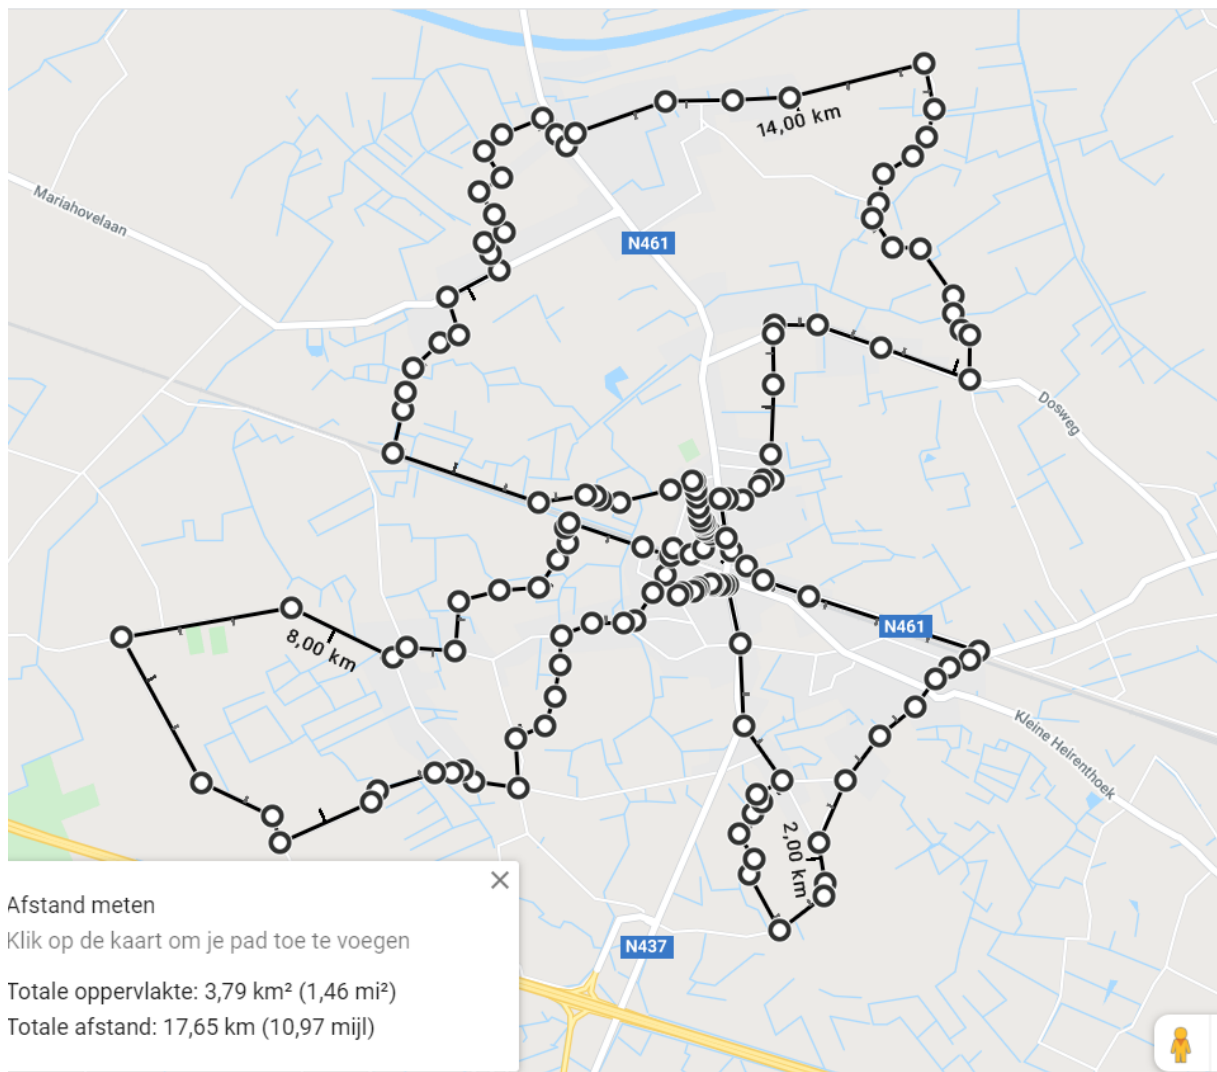 14,00 km
Mariahovelaan
N461
Dosweg
8,00 km
N461
Kleine Heirenthoek
2,00 km
N437
Afstand meten
Klik op de kaart om je pad toe te voegen
Totale oppervlakte: 3,79 km² (1,46 mi²)
Totale afstand: 17,65 km (10,97 mijl)